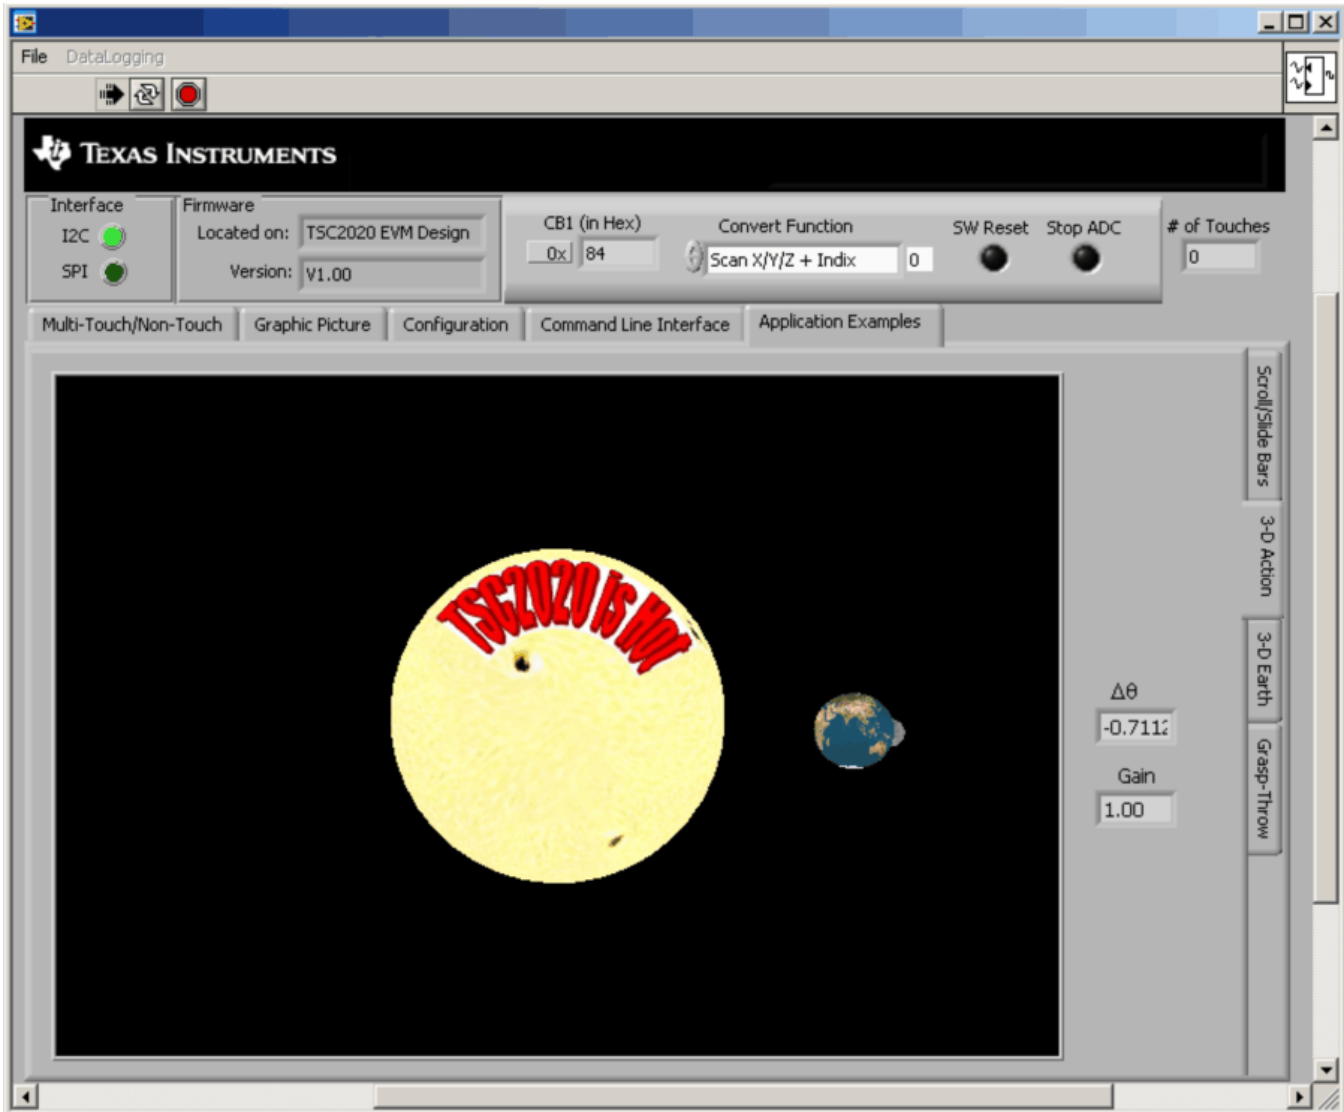 File DataLogging
TEXAS INSTRUMENTS
Interface
I2C
SPI
Firmware
Located on: TSC2020 EVM Design
Version: V1.00
CB1 (in Hex)
0x 84
Convert Function
Scan X/Y/Z + Indix 0
SW Reset
Stop ADC
# of Touches
0
Multi-Touch/Non-Touch Graphic Picture Configuration Command Line Interface Application Examples
TSC2020 is Hot
Δθ
-0.7112
Gain
1.00
Scroll/Slide Bars
3-D Action
3-D Earth
Grasp-Throw